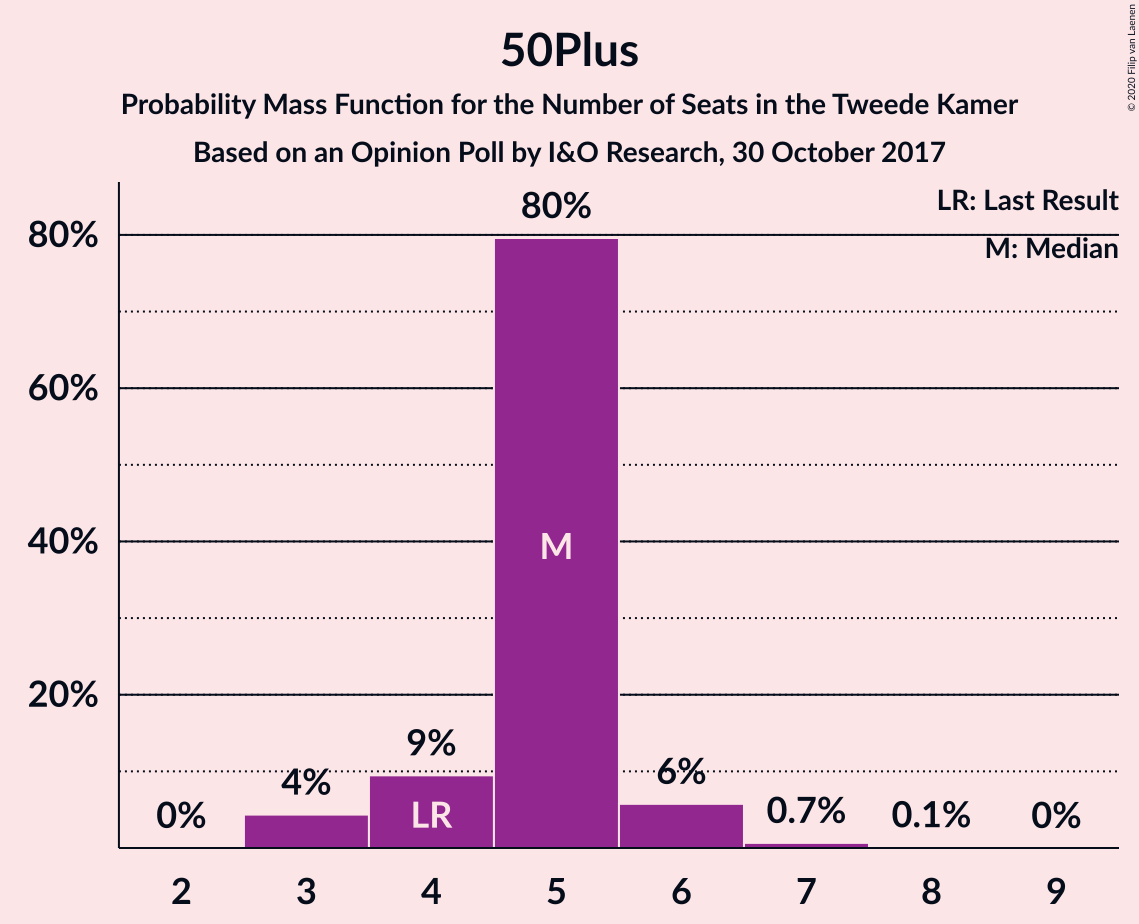 50Plus
Probability Mass Function for the Number of Seats in the Tweede Kamer
Based on an Opinion Poll by I&O Research, 30 October 2017
© 2020 Filip van Laenen
LR: Last Result
M: Median
80%
60%
40%
20%
0%
4%
9%
80%
6%
0.7%
0.1%
0%
LR
M
2 3 4 5 6 7 8 9